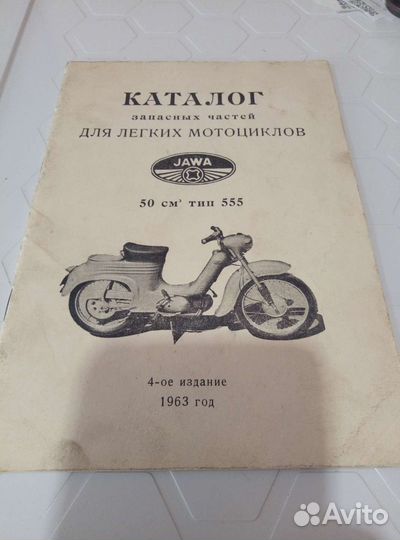 КАТАЛОГ
запасных частей
ДЛЯ ЛЕГКИХ МОТОЦИКЛОВ
JAWA
50 см³ тип 555
4-ое издание
1963 год
Avito